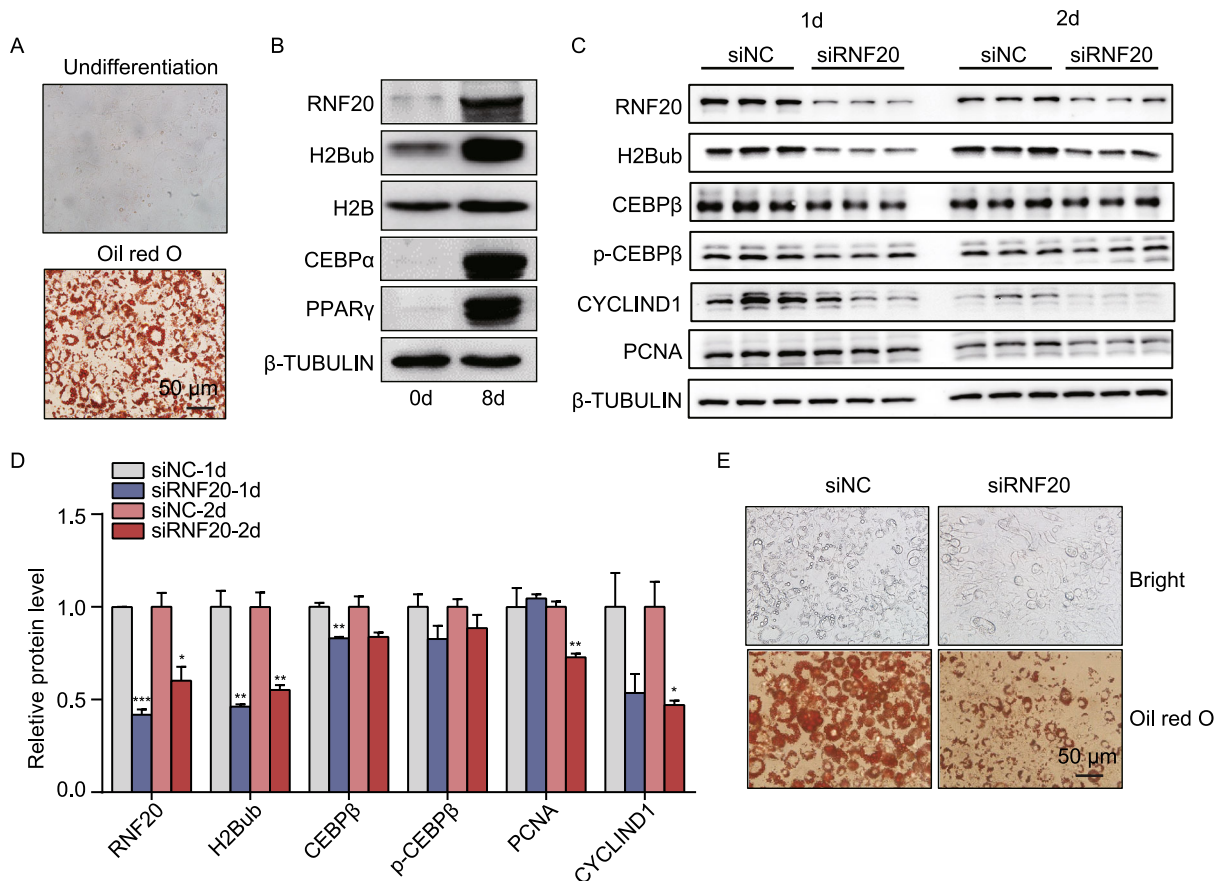 A
Undifferentiation
Oil red O
50 µm
B
RNF20
H2Bub
H2B
CEBPα
PPARγ
β-TUBULIN
0d 8d
C
1d 2d
siNC siRNF20 siNC siRNF20
RNF20
H2Bub
CEBPβ
p-CEBPβ
CYCLIND1
PCNA
β-TUBULIN
D
siNC-1d
siRNF20-1d
siNC-2d
siRNF20-2d
Reletive protein level
1.5
1.0
0.5
0.0
*** * ** ** ** ** *
RNF20 H2Bub CEBPβ p-CEBPβ PCNA CYCLIND1
E
siNC siRNF20
Bright
Oil red O
50 µm